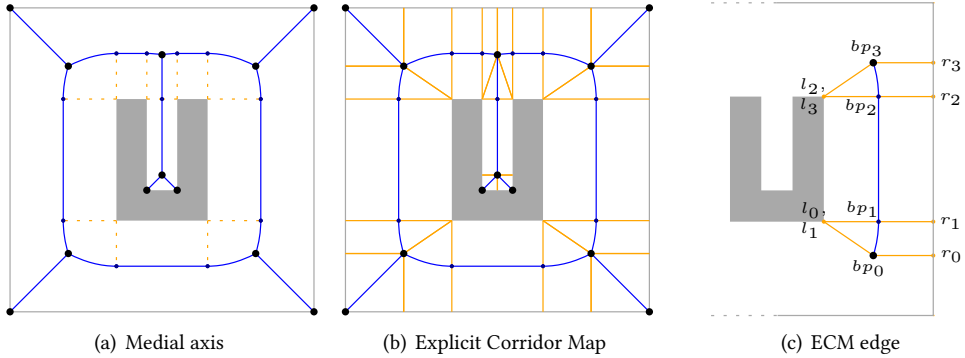 bp₃
r₃
l₂,
l₃
bp₂
r₂
l₀,
l₁
bp₁
r₁
bp₀
r₀
(a) Medial axis
(b) Explicit Corridor Map
(c) ECM edge